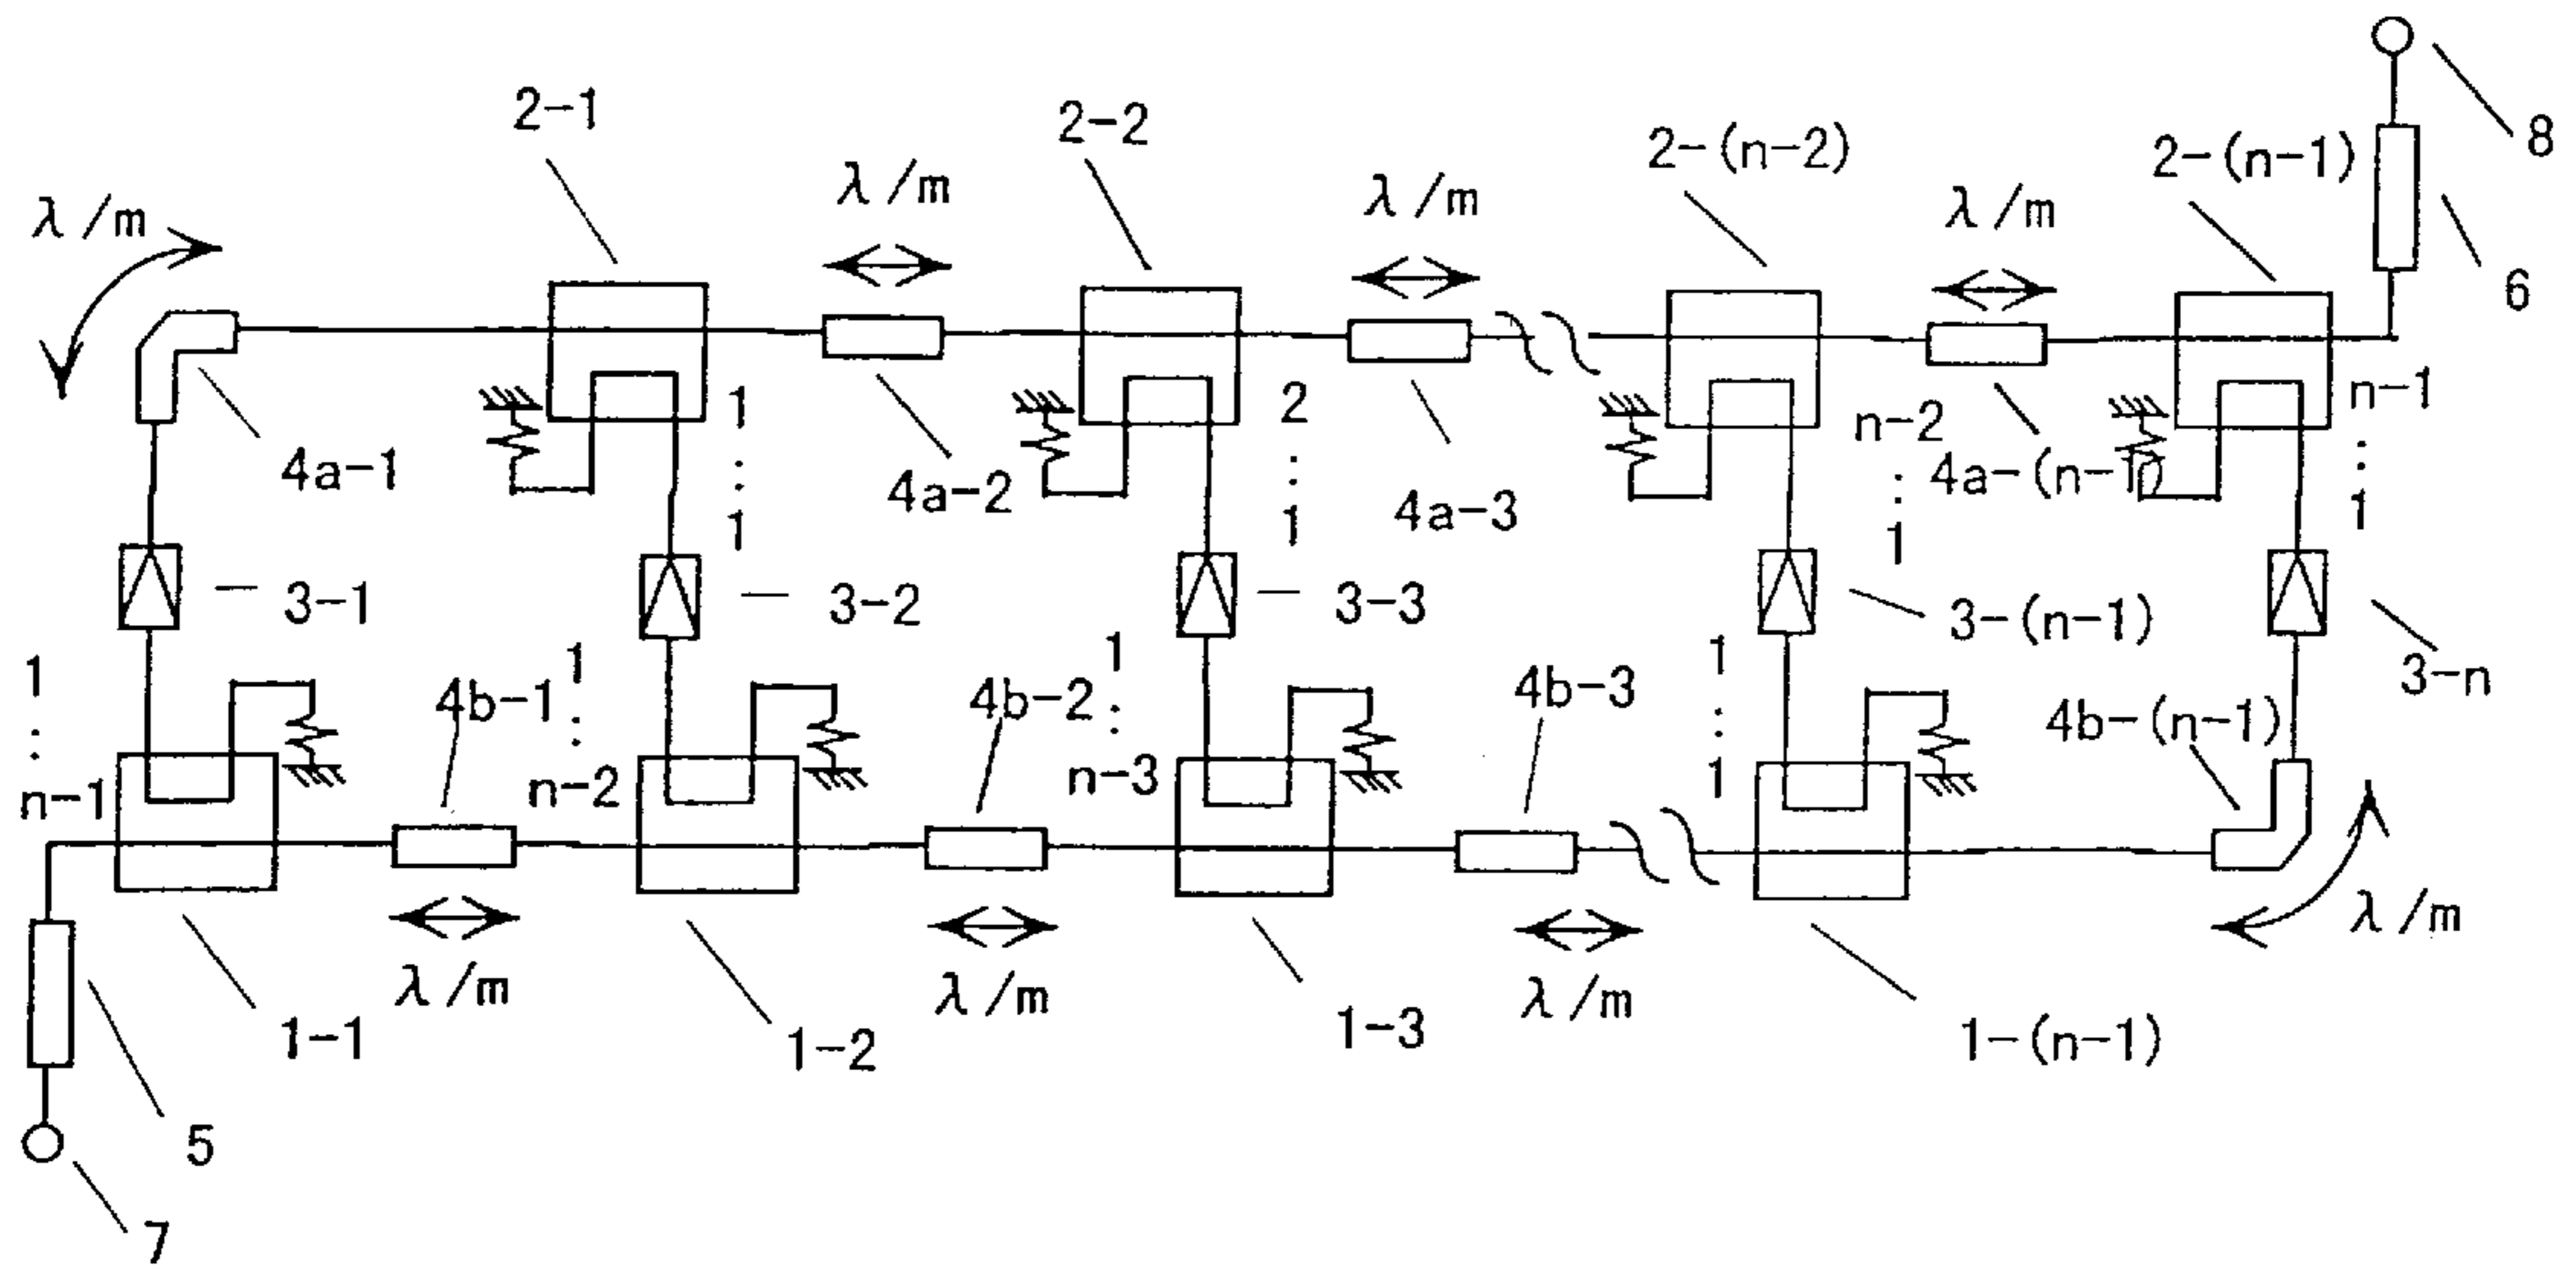 8
2-1
2-2
2-(n-2)
2-(n-1)
λ/m
λ/m
λ/m
λ/m
6
1
:
1
2
:
1
n-2
:
1
n-1
:
1
4a-1
4a-2
4a-3
4a-(n-1)
3-1
3-2
3-3
3-(n-1)
3-n
1
:
n-1
1
:
n-2
1
:
n-3
1
:
1
4b-1
4b-2
4b-3
4b-(n-1)
λ/m
λ/m
λ/m
λ/m
5
1-1
1-2
1-3
1-(n-1)
7